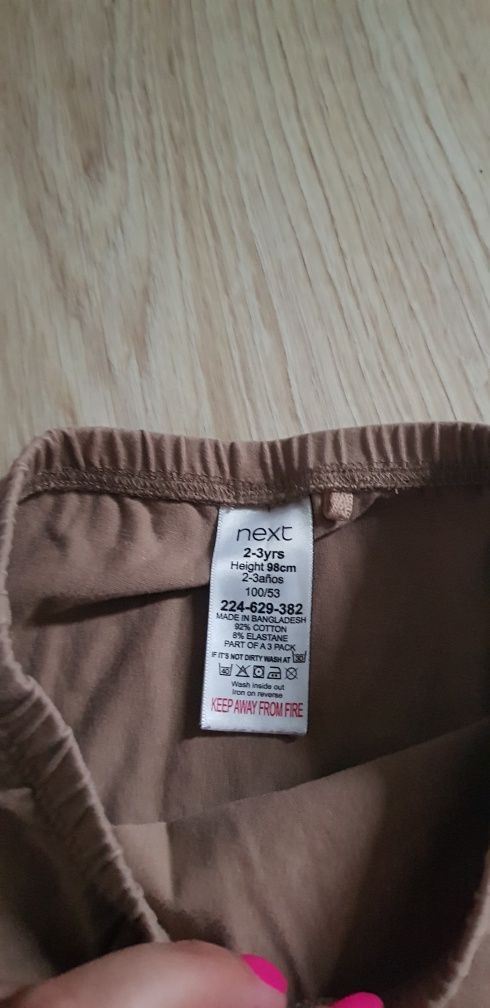 next
2-3yrs
Height 98cm
2-3años
100/53
224-629-382
MADE IN BANGLADESH
92% COTTON
8% ELASTANE
PART OF A 3 PACK
IF IT'S NOT DIRTY WASH AT 30
40
Wash inside out
Iron on reverse
KEEP AWAY FROM FIRE